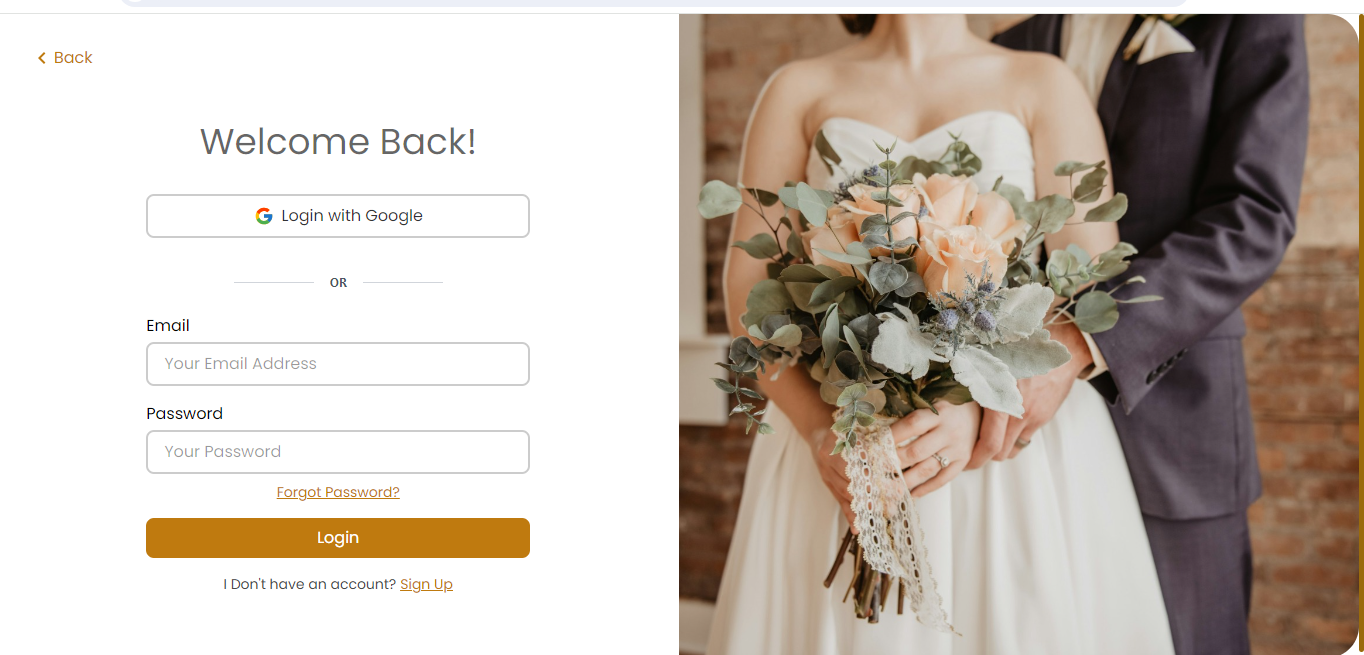 Back
Welcome Back!
Login with Google
OR
Email
Your Email Address
Password
Your Password
Forgot Password?
Login
I Don't have an account? Sign Up